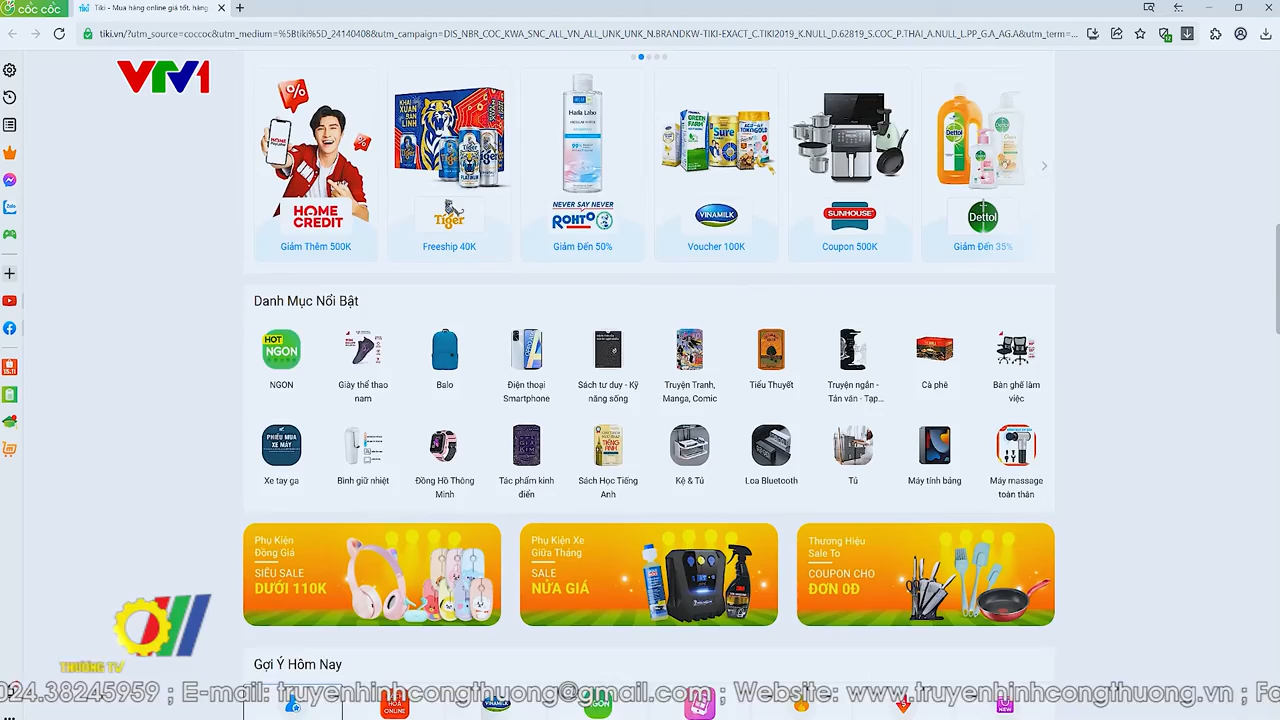 cốc cốc
Tiki - Mua hàng online giá tốt, hàng
tiki.vn/?utm_source=coccoc&utm_medium=%5Btiki%5D_24140408&utm_campaign=DIS_NBR_COC_KWA_SNC_ALL_VN_ALL_UNK_UNK_N.BRANDKW-TIKI-EXACT_C.TIKI2019_K.NULL_D.62819_S.COC_P.THAI_A.NULL_L.PP_G.A_AG.A&utm_term=...
VTV1
HOME CREDIT
Tiger
NEVER SAY NEVER
ROHTO
VINAMILK
SUNHOUSE
Dettol
Giảm Thêm 500K
Freeship 40K
Giảm Đến 50%
Voucher 100K
Coupon 500K
Giảm Đến 35%
Danh Mục Nổi Bật
HOT
NGON
NGON
Giày thể thao
nam
Balo
Điện thoại
Smartphone
Sách tư duy - Kỹ
năng sống
Truyện Tranh,
Manga, Comic
Tiểu Thuyết
Truyện ngắn -
Tản văn - Tạp...
Cà phê
Bàn ghế làm
việc
PHIẾU MUA
XE MÁY
Xe tay ga
Bình giữ nhiệt
Đồng Hồ Thông
Minh
Tác phẩm kinh
điển
Sách Học Tiếng
Anh
Kệ & Tủ
Loa Bluetooth
Tủ
Máy tính bảng
Máy massage
toàn thân
Phụ Kiện
Đồng Giá
SIÊU SALE
DƯỚI 110K
Phụ Kiện Xe
Giữa Tháng
SALE
NỬA GIÁ
Thương Hiệu
Sale To
COUPON CHO
ĐƠN 0Đ
Gợi Ý Hôm Nay
024.38245959 ; E-mail: truyenhinhcongthuong@gmail.com ; Website: www.truyenhinhcongthuong.vn ; Fa